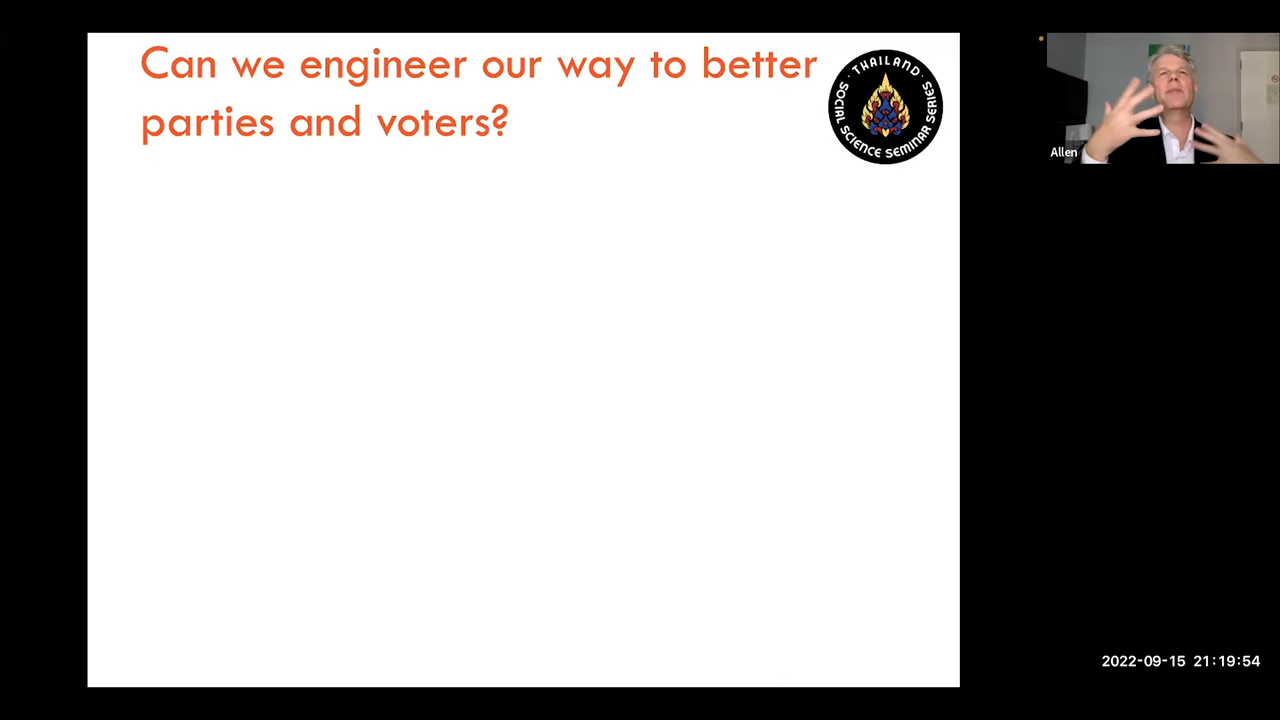 Can we engineer our way to better
parties and voters?
· THAILAND ·
SOCIAL SCIENCE SEMINAR SERIES
Allen
2022-09-15 21:19:54